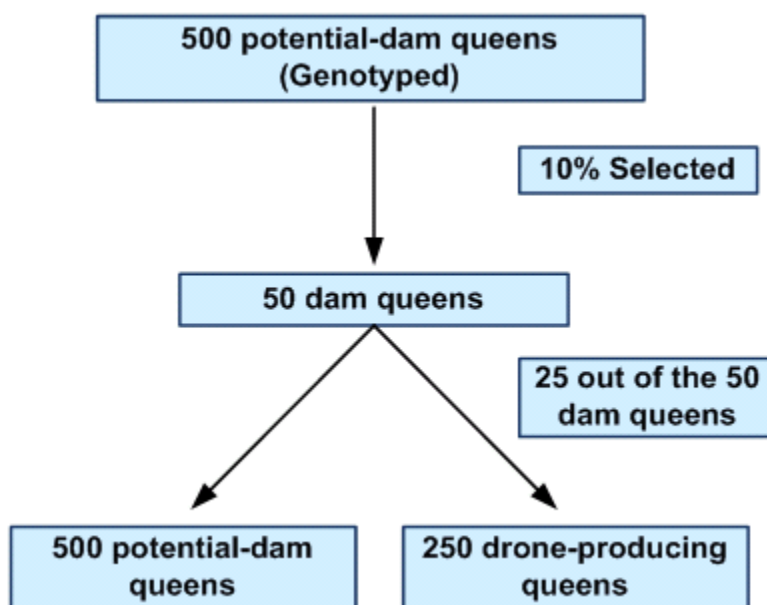 500 potential-dam queens
(Genotyped)
10% Selected
50 dam queens
25 out of the 50
dam queens
500 potential-dam
queens
250 drone-producing
queens